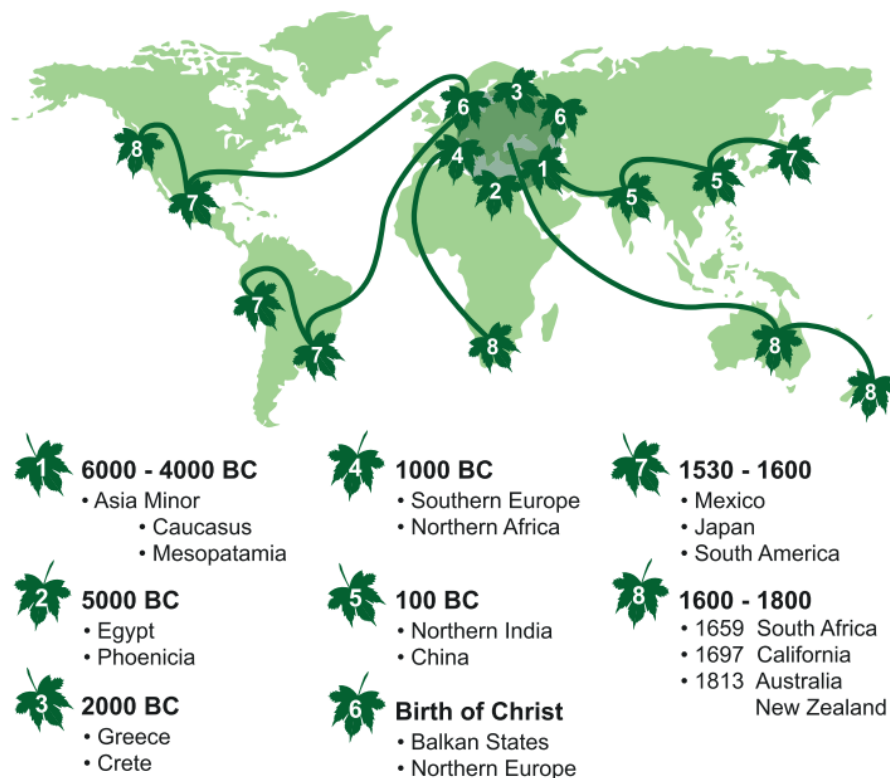 3
6
6
8
4
1
7
2
5
5
7
7
7
8
8
8
1
6000 - 4000 BC
• Asia Minor
• Caucasus
• Mesopatamia
2
5000 BC
• Egypt
• Phoenicia
3
2000 BC
• Greece
• Crete
4
1000 BC
• Southern Europe
• Northern Africa
5
100 BC
• Northern India
• China
6
Birth of Christ
• Balkan States
• Northern Europe
7
1530 - 1600
• Mexico
• Japan
• South America
8
1600 - 1800
• 1659 South Africa
• 1697 California
• 1813 Australia
New Zealand